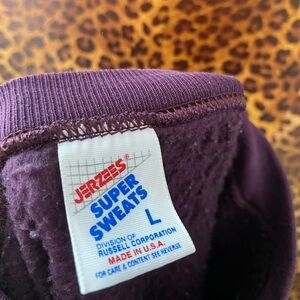 JERZEES
SUPER
SWEATS
L
DIVISION OF
RUSSELL CORPORATION
MADE IN U.S.A.
FOR CARE & CONTENT SEE REVERSE